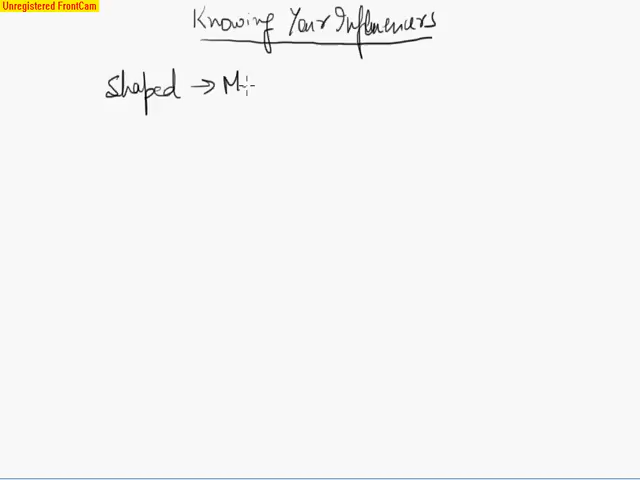 Unregistered FrontCam
Knowing Your Influencers
Shaped → M